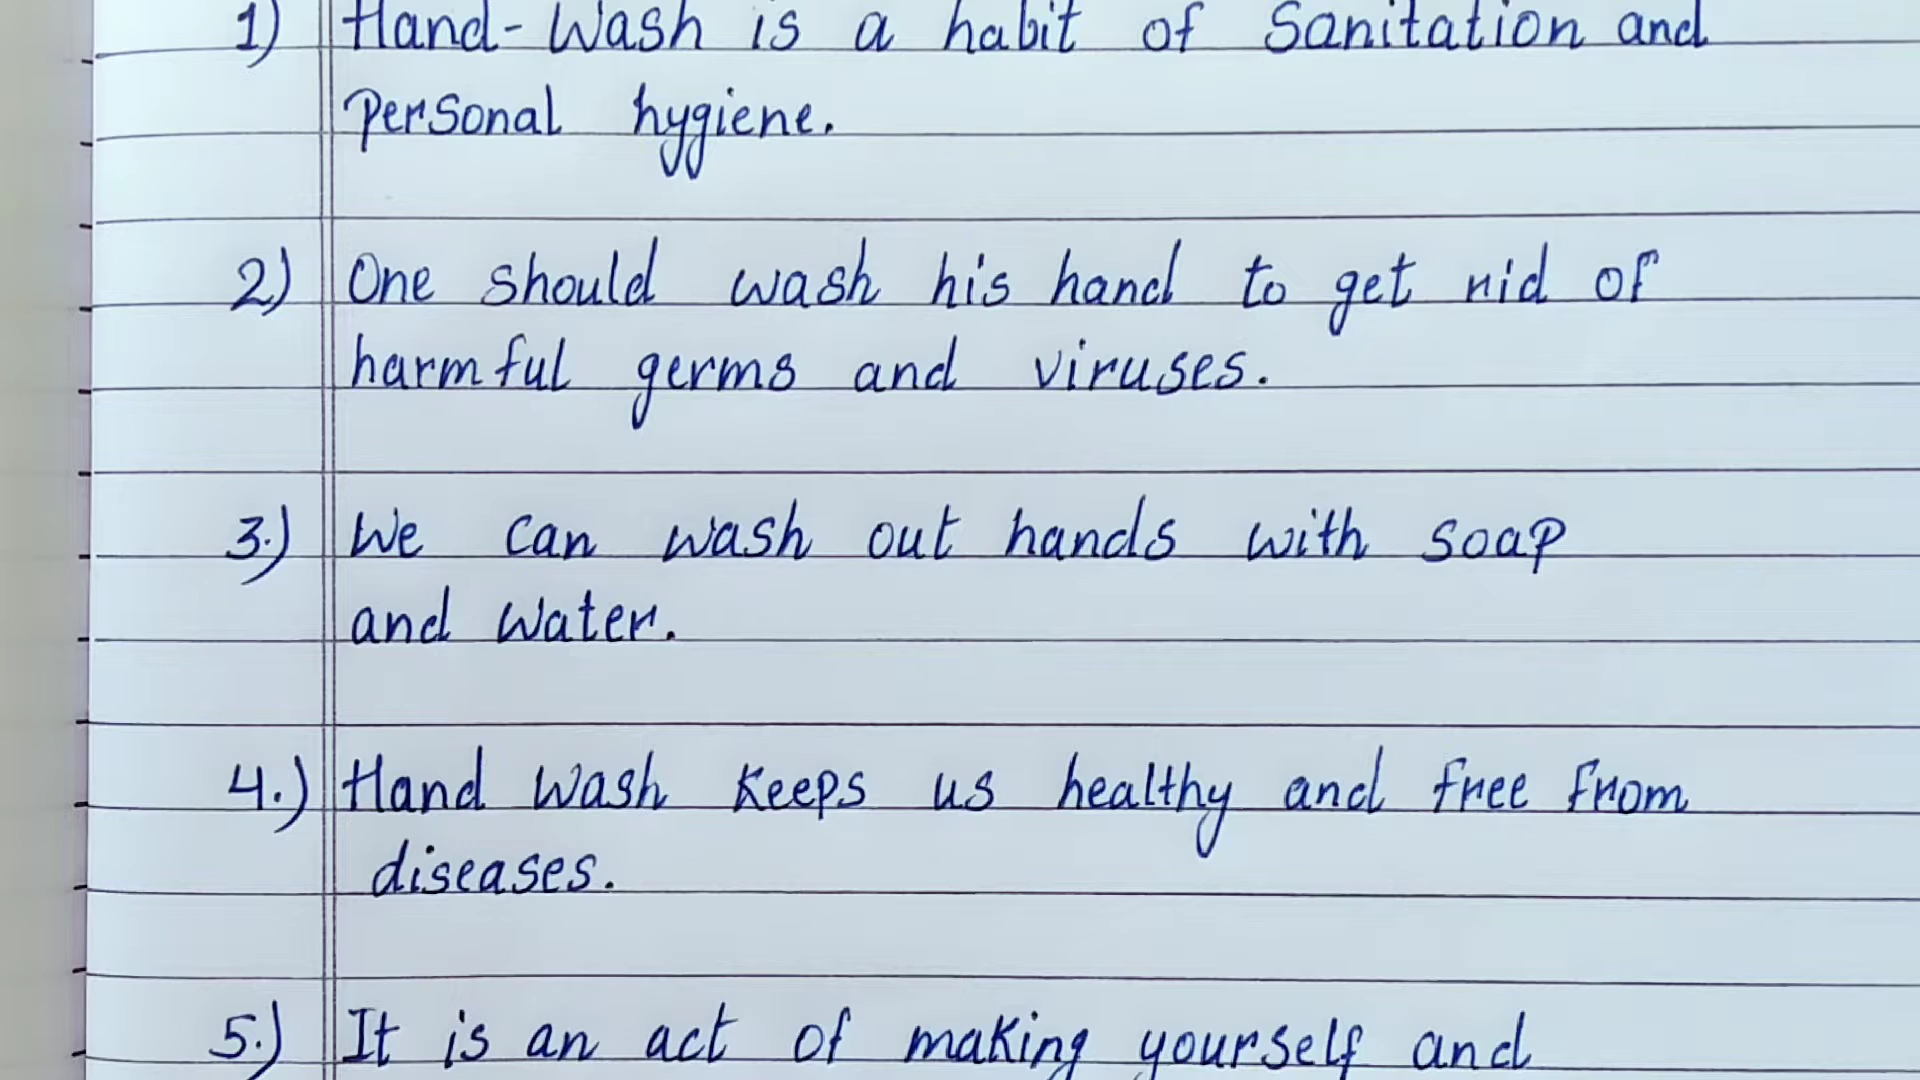 1) Hand-Wash is a habit of Sanitation and
Personal hygiene.
2) One should wash his hand to get rid of
harmful germs and viruses.
3.) We can wash out hands with soap
and water.
4.) Hand wash keeps us healthy and free from
diseases.
5.) It is an act of making yourself and